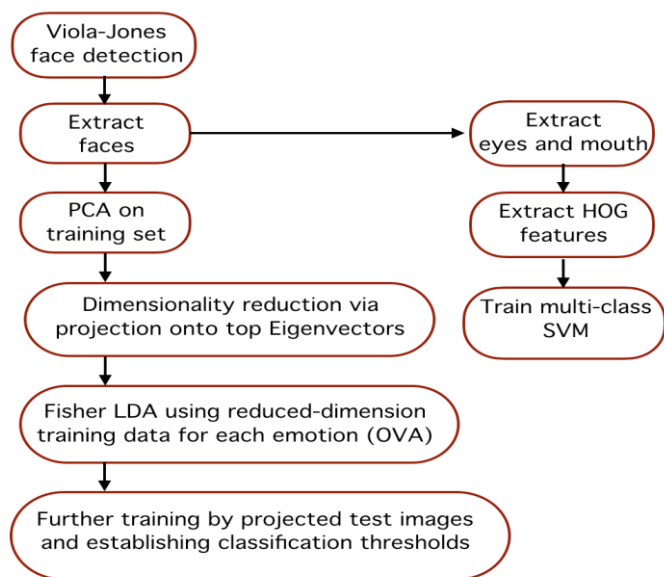 Viola-Jones
face detection
Extract
faces
Extract
eyes and mouth
PCA on
training set
Extract HOG
features
Dimensionality reduction via
projection onto top Eigenvectors
Train multi-class
SVM
Fisher LDA using reduced-dimension
training data for each emotion (OVA)
Further training by projected test images
and establishing classification thresholds